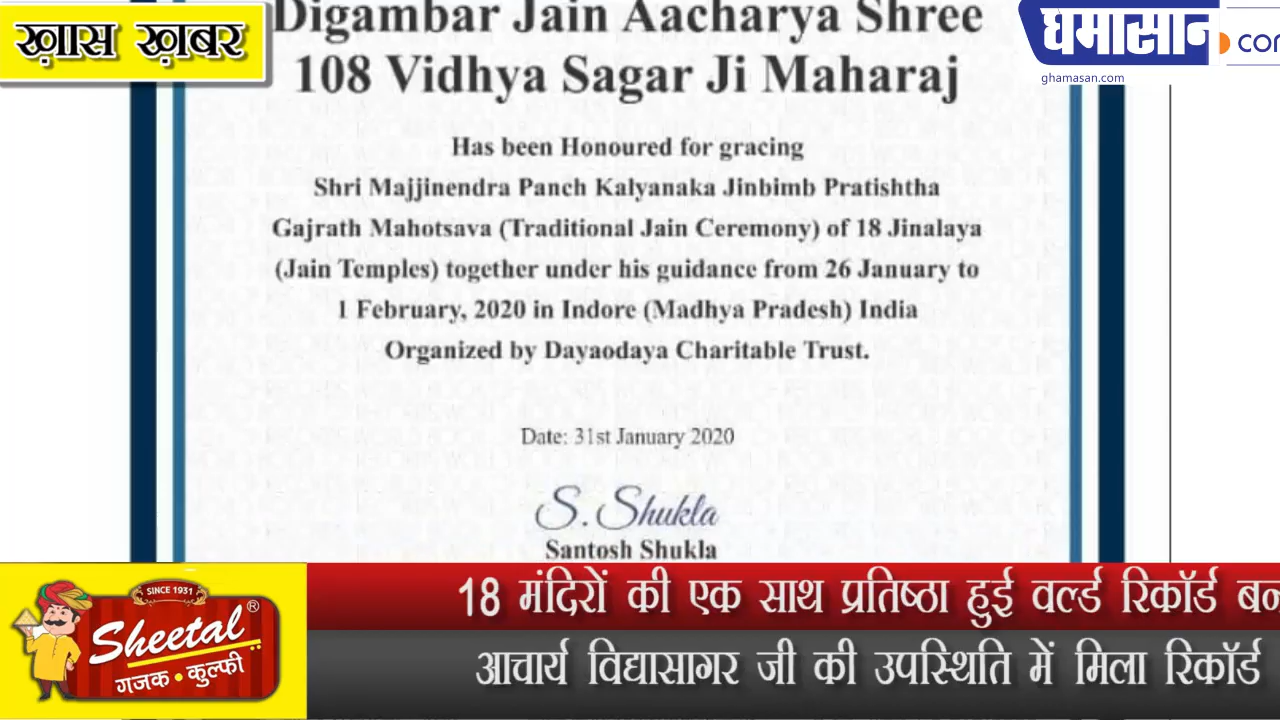 ख़ास ख़बर
Digambar Jain Aacharya Shree
108 Vidhya Sagar Ji Maharaj
घमासान
.com
ghamasan.com
Has been Honoured for gracing
Shri Majjinendra Panch Kalyanaka Jinbimb Pratishtha
Gajrath Mahotsava (Traditional Jain Ceremony) of 18 Jinalaya
(Jain Temples) together under his guidance from 26 January to
1 February, 2020 in Indore (Madhya Pradesh) India
Organized by Dayaodaya Charitable Trust.
Date: 31st January 2020
S. Shukla
Santosh Shukla
SINCE 1931
Sheetal®
गजक • कुल्फी
18 मंदिरों की एक साथ प्रतिष्ठा हुई वर्ल्ड रिकॉर्ड
आचार्य विद्यासागर जी की उपस्थिति में मिला रिकॉर्ड